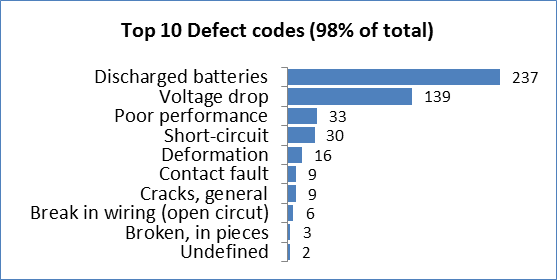 Top 10 Defect codes (98% of total)
Discharged batteries 237
Voltage drop 139
Poor performance 33
Short-circuit 30
Deformation 16
Contact fault 9
Cracks, general 9
Break in wiring (open circut) 6
Broken, in pieces 3
Undefined 2